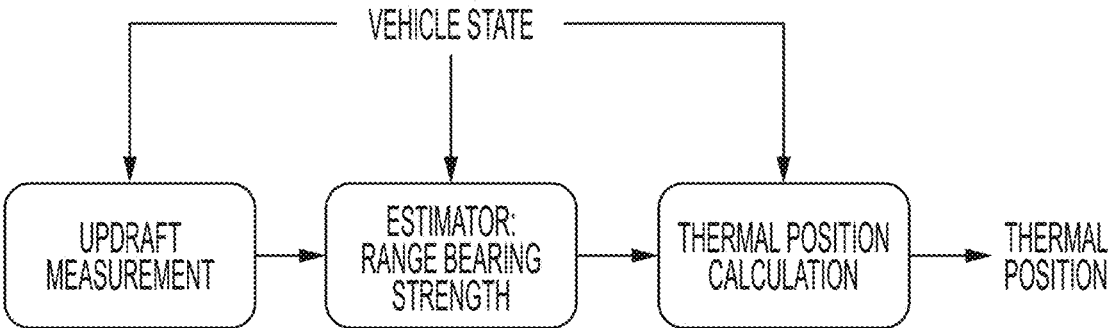 VEHICLE STATE
UPDRAFT
MEASUREMENT
ESTIMATOR:
RANGE BEARING
STRENGTH
THERMAL POSITION
CALCULATION
THERMAL
POSITION